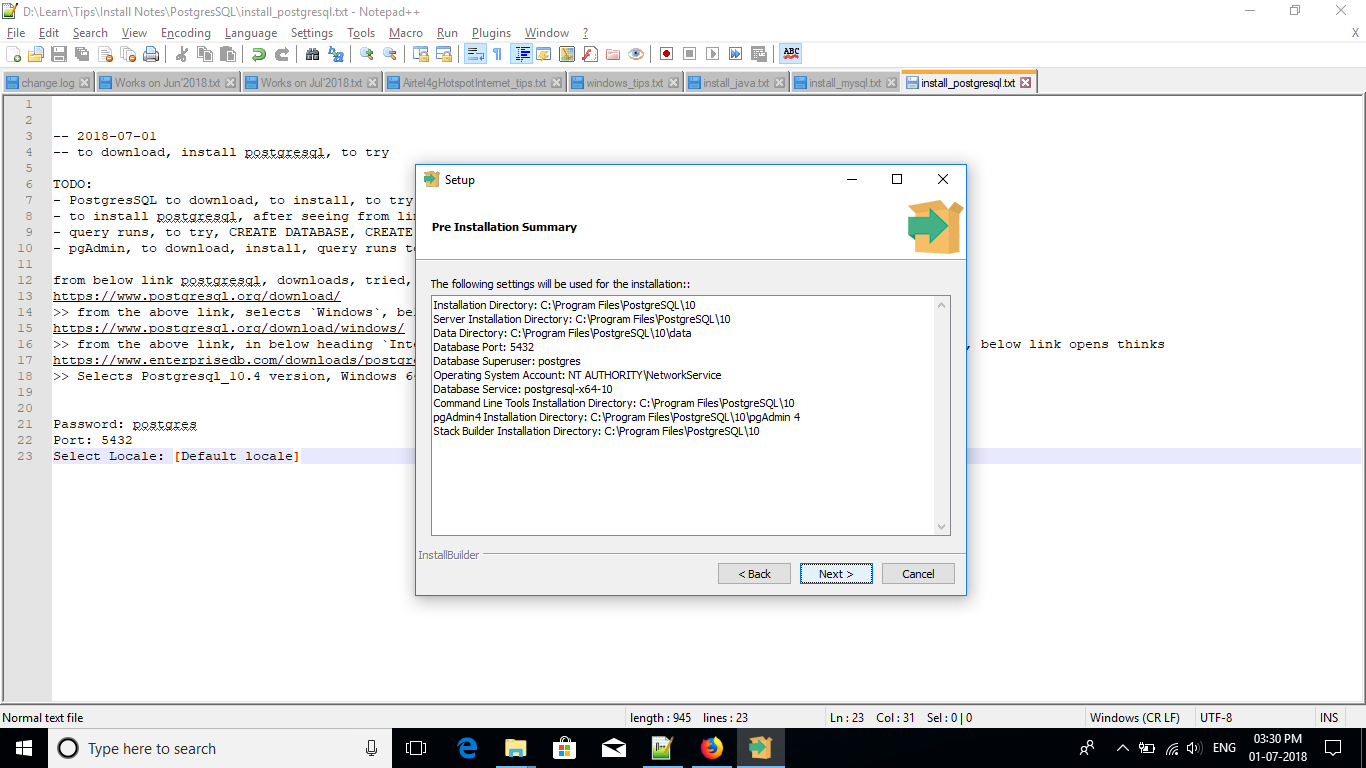 D:\Learn\Tips\Install Notes\PostgresSQL\install_postgresql.txt - Notepad++
File Edit Search View Encoding Language Settings Tools Macro Run Plugins Window ? X
change.log Works on Jun'2018.txt Works on Jul'2018.txt Airtel4gHotspotInternet_tips.txt windows_tips.txt install_java.txt install_mysql.txt install_postgresql.txt
1
2
3 -- 2018-07-01
4 -- to download, install postgresql, to try
5
6 TODO:
7 - PostgresSQL to download, to install, to try
8 - to install postgresql, after seeing from lin
9 - query runs, to try, CREATE DATABASE, CREATE
10 - pgAdmin, to download, install, query runs to
11
12 from below link postgresql, downloads, tried,
13 https://www.postgresql.org/download/
14 >> from the above link, selects `Windows`, be
15 https://www.postgresql.org/download/windows/
16 >> from the above link, in below heading `Inte , below link opens thinks
17 https://www.enterprisedb.com/downloads/postgr
18 >> Selects Postgresql_10.4 version, Windows 6
19
20
21 Password: postgres
22 Port: 5432
23 Select Locale: [Default locale]
Setup
Pre Installation Summary
The following settings will be used for the installation::
Installation Directory: C:\Program Files\PostgreSQL\10
Server Installation Directory: C:\Program Files\PostgreSQL\10
Data Directory: C:\Program Files\PostgreSQL\10\data
Database Port: 5432
Database Superuser: postgres
Operating System Account: NT AUTHORITY\NetworkService
Database Service: postgresql-x64-10
Command Line Tools Installation Directory: C:\Program Files\PostgreSQL\10
pgAdmin4 Installation Directory: C:\Program Files\PostgreSQL\10\pgAdmin 4
Stack Builder Installation Directory: C:\Program Files\PostgreSQL\10
InstallBuilder
< Back Next > Cancel
Normal text file length : 945 lines : 23 Ln : 23 Col : 31 Sel : 0 | 0 Windows (CR LF) UTF-8 INS
Type here to search ENG 03:30 PM
01-07-2018